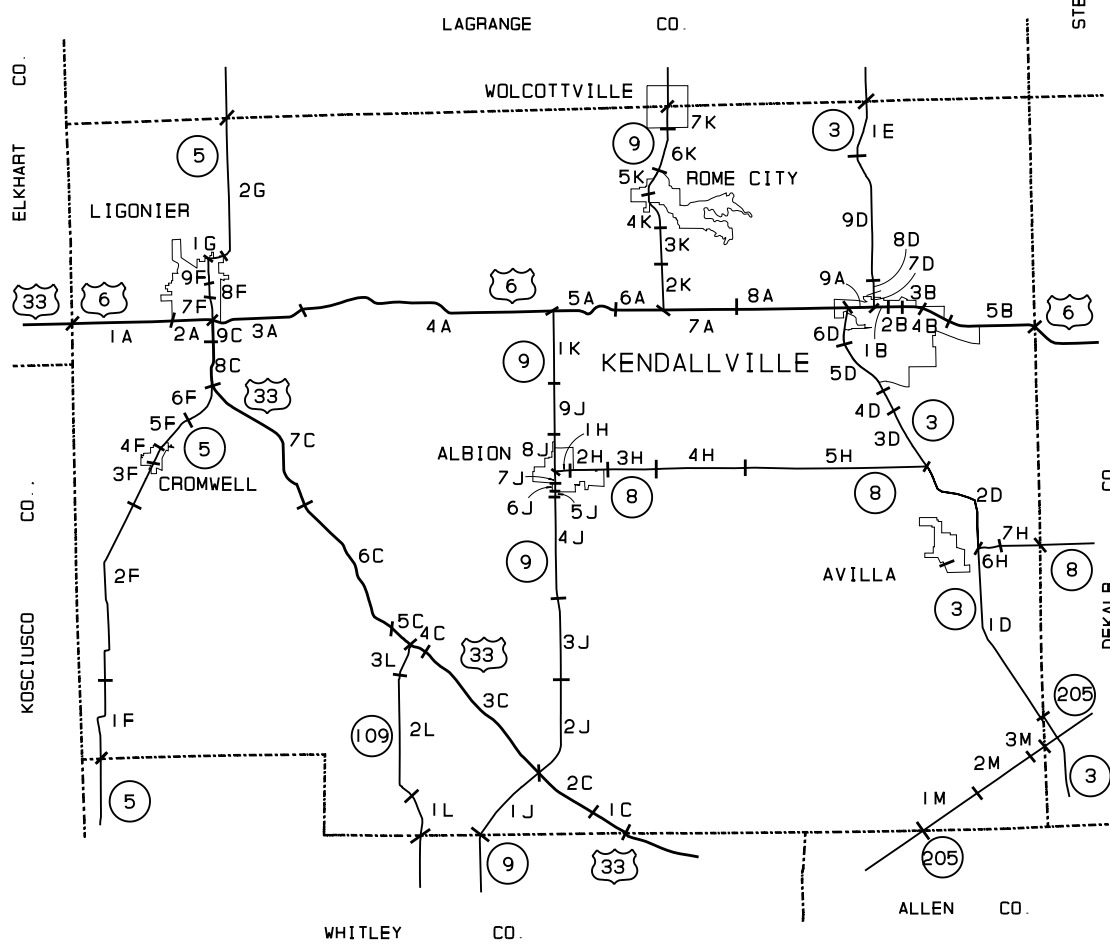 LAGRANGE CO.
STE
ELKHART CO.
WOLCOTTVILLE
7K
3
1E
5
9
6K
5K
ROME CITY
2G
LIGONIER
4K
9D
1G
3K
8D
9F
7D
8F
2K
9A
3B
33
6
7F
6
5A
6A
8A
5B
6
1A
2A
9C
3A
4A
7A
6D
2B
4B
1B
1K
9
KENDALLVILLE
8C
5D
6F
33
9J
5F
7C
4D
3
4F
5
1H
3D
3F
ALBION
8J
2H
3H
4H
5H
CROMWELL
7J
8
8
2D
6J
5J
4J
7H
6C
9
6H
8
2F
AVILLA
3
KOSCIUSCO CO..
DEKALB CO
5C
4C
1D
3L
33
3J
3C
205
1F
109
2L
2J
3M
2M
3
5
2C
1M
1L
1J
1C
9
33
205
ALLEN CO.
WHITLEY CO.